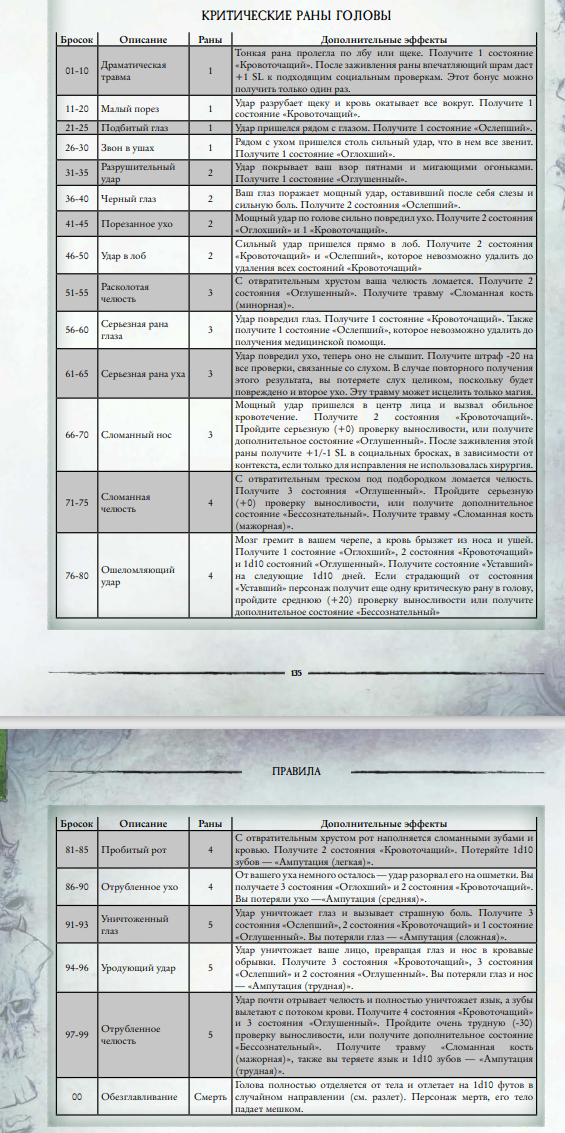 КРИТИЧЕСКИЕ РАНЫ ГОЛОВЫ
Бросок Описание Раны Дополнительные эффекты
01-10 Драматическая травма 1 Тонкая рана пролегла по лбу или щеке. Получите 1 состояние
«Кровоточащий». После заживления раны впечатляющий шрам даст
+1 SL к подходящим социальным проверкам. Этот бонус можно
получить только один раз.
11-20 Малый порез 1 Удар разрубает щеку и кровь окатывает все вокруг. Получите 1
состояние «Кровоточащий».
21-25 Подбитый глаз 1 Удар пришелся рядом с глазом. Получите 1 состояние «Ослепший».
26-30 Звон в ушах 1 Рядом с ухом пришелся столь сильный удар, что в нем все звенит.
Получите 1 состояние «Оглохший».
31-35 Разрушительный удар 2 Удар покрывает ваш взор пятнами и мигающими огоньками.
Получите 1 состояние «Оглушенный».
36-40 Черный глаз 2 Ваш глаз поражает мощный удар, оставивший после себя слезы и
сильную боль. Получите 2 состояния «Ослепший».
41-45 Порезанное ухо 2 Мощный удар по голове сильно повредил ухо. Получите 2 состояния
«Оглохший» и 1 «Кровоточащий».
46-50 Удар в лоб 2 Сильный удар пришелся прямо в лоб. Получите 2 состояния
«Кровоточащий» и «Ослепший», которое невозможно удалить до
удаления всех состояний «Кровоточащий»
51-55 Расколотая челюсть 3 С отвратительным хрустом ваша челюсть ломается. Получите 2
состояния «Оглушенный». Получите травму «Сломанная кость
(минорная)».
56-60 Серьезная рана глаза 3 Удар повредил глаз. Получите 1 состояние «Кровоточащий». Также
получите 1 состояние «Ослепший», которое невозможно удалить до
получения медицинской помощи.
61-65 Серьезная рана уха 3 Удар повредил ухо, теперь оно не слышит. Получите штраф -20 на
все проверки, связанные со слухом. В случае повторного получения
этого результата, вы потеряете слух целиком, поскольку будет
повреждено и второе ухо. Эту травму может исцелить только магия.
66-70 Сломанный нос 3 Мощный удар пришелся в центр лица и вызвал обильное
кровотечение. Получите 2 состояния «Кровоточащий».
Пройдите серьезную (+0) проверку выносливости, или получите
дополнительное состояние «Оглушенный». После заживления этой
раны получите +1/-1 SL в социальных бросках, в зависимости от
контекста, если только для исправления не использовалась хирургия.
71-75 Сломанная челюсть 4 С отвратительным треском под подбородком ломается челюсть.
Получите 3 состояния «Оглушенный». Пройдите серьезную
(+0) проверку выносливости, или получите дополнительное
состояние «Бессознательный». Получите травму «Сломанная кость
(мажорная)».
76-80 Ошеломляющий удар 4 Мозг гремит в вашем черепе, а кровь брызжет из носа и ушей.
Получите 1 состояние «Оглохший», 2 состояния «Кровоточащий»
и 1d10 состояний «Оглушенный». Получите состояние «Уставший»
на следующие 1d10 дней. Если страдающий от состояния
«Уставший» персонаж получит еще одну критическую рану в голову,
пройдите среднюю (+20) проверку выносливости или получите
дополнительное состояние «Бессознательный»
135
ПРАВИЛА
Бросок Описание Раны Дополнительные эффекты
81-85 Пробитый рот 4 С отвратительным хрустом рот наполняется сломанными зубами и
кровью. Получите 2 состояния «Кровоточащий». Потеряйте 1d10
зубов — «Ампутация (легкая)».
86-90 Отрубленное ухо 4 От вашего уха немного осталось — удар разорвал его на ошметки. Вы
получаете 3 состояния «Оглохший» и 2 состояния «Кровоточащий».
Вы потеряли ухо —«Ампутация (средняя)».
91-93 Уничтоженный глаз 5 Удар уничтожает глаз и вызывает страшную боль. Получите 3
состояния «Ослепший», 2 состояния «Кровоточащий» и 1 состояние
«Оглушенный». Вы потеряли глаз — «Ампутация (сложная)».
94-96 Уродующий удар 5 Удар уничтожает ваше лицо, превращая глаз и нос в кровавые
обрывки. Получите 3 состояния «Кровоточащий», 3 состояния
«Ослепший» и 2 состояния «Оглушенный». Вы потеряли глаз и нос
— «Ампутация (трудная)».
97-99 Отрубленное челюсть 5 Удар почти отрывает челюсть и полностью уничтожает язык, а зубы
вылетают с потоком крови. Получите 4 состояния «Кровоточащий»
и 3 состояния «Оглушенный». Пройдите очень трудную (-30)
проверку выносливости, или получите дополнительное состояние
«Бессознательный». Получите травму «Сломанная кость
(мажорная)», также вы теряете язык и 1d10 зубов — «Ампутация
(трудная)».
00 Обезглавливание Смерть Голова полностью отделяется от тела и отлетает на 1d10 футов в
случайном направлении (см. разлет). Персонаж мертв, его тело
падает мешком.